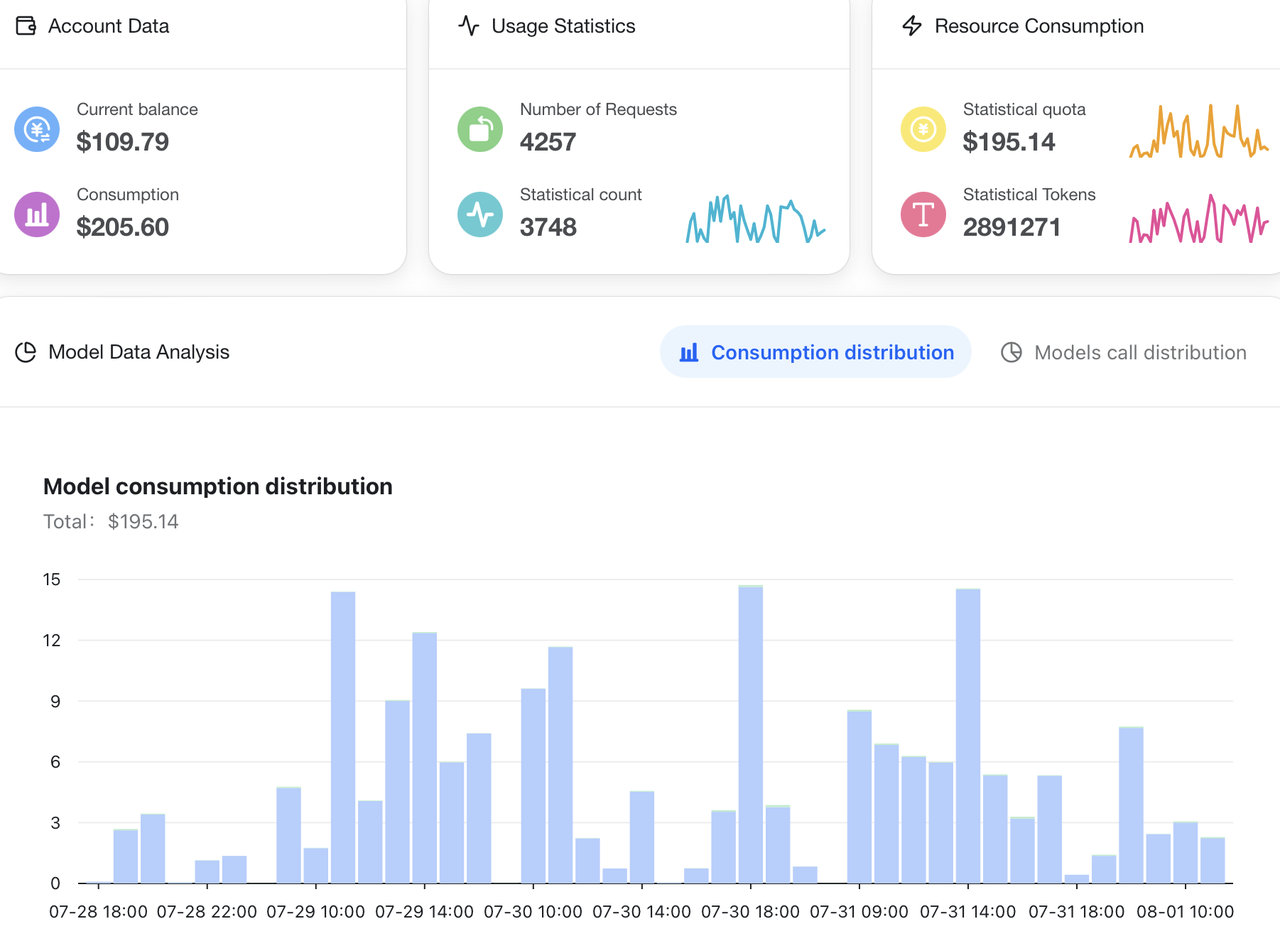 Account Data
Current balance
$109.79
Consumption
$205.60
Usage Statistics
Number of Requests
4257
Statistical count
3748
Resource Consumption
Statistical quota
$195.14
Statistical Tokens
2891271
Model Data Analysis
Consumption distribution
Models call distribution
Model consumption distribution
Total: $195.14
15
12
9
6
3
0
07-28 18:00 07-28 22:00 07-29 10:00 07-29 14:00 07-30 10:00 07-30 14:00 07-30 18:00 07-31 09:00 07-31 14:00 07-31 18:00 08-01 10:00